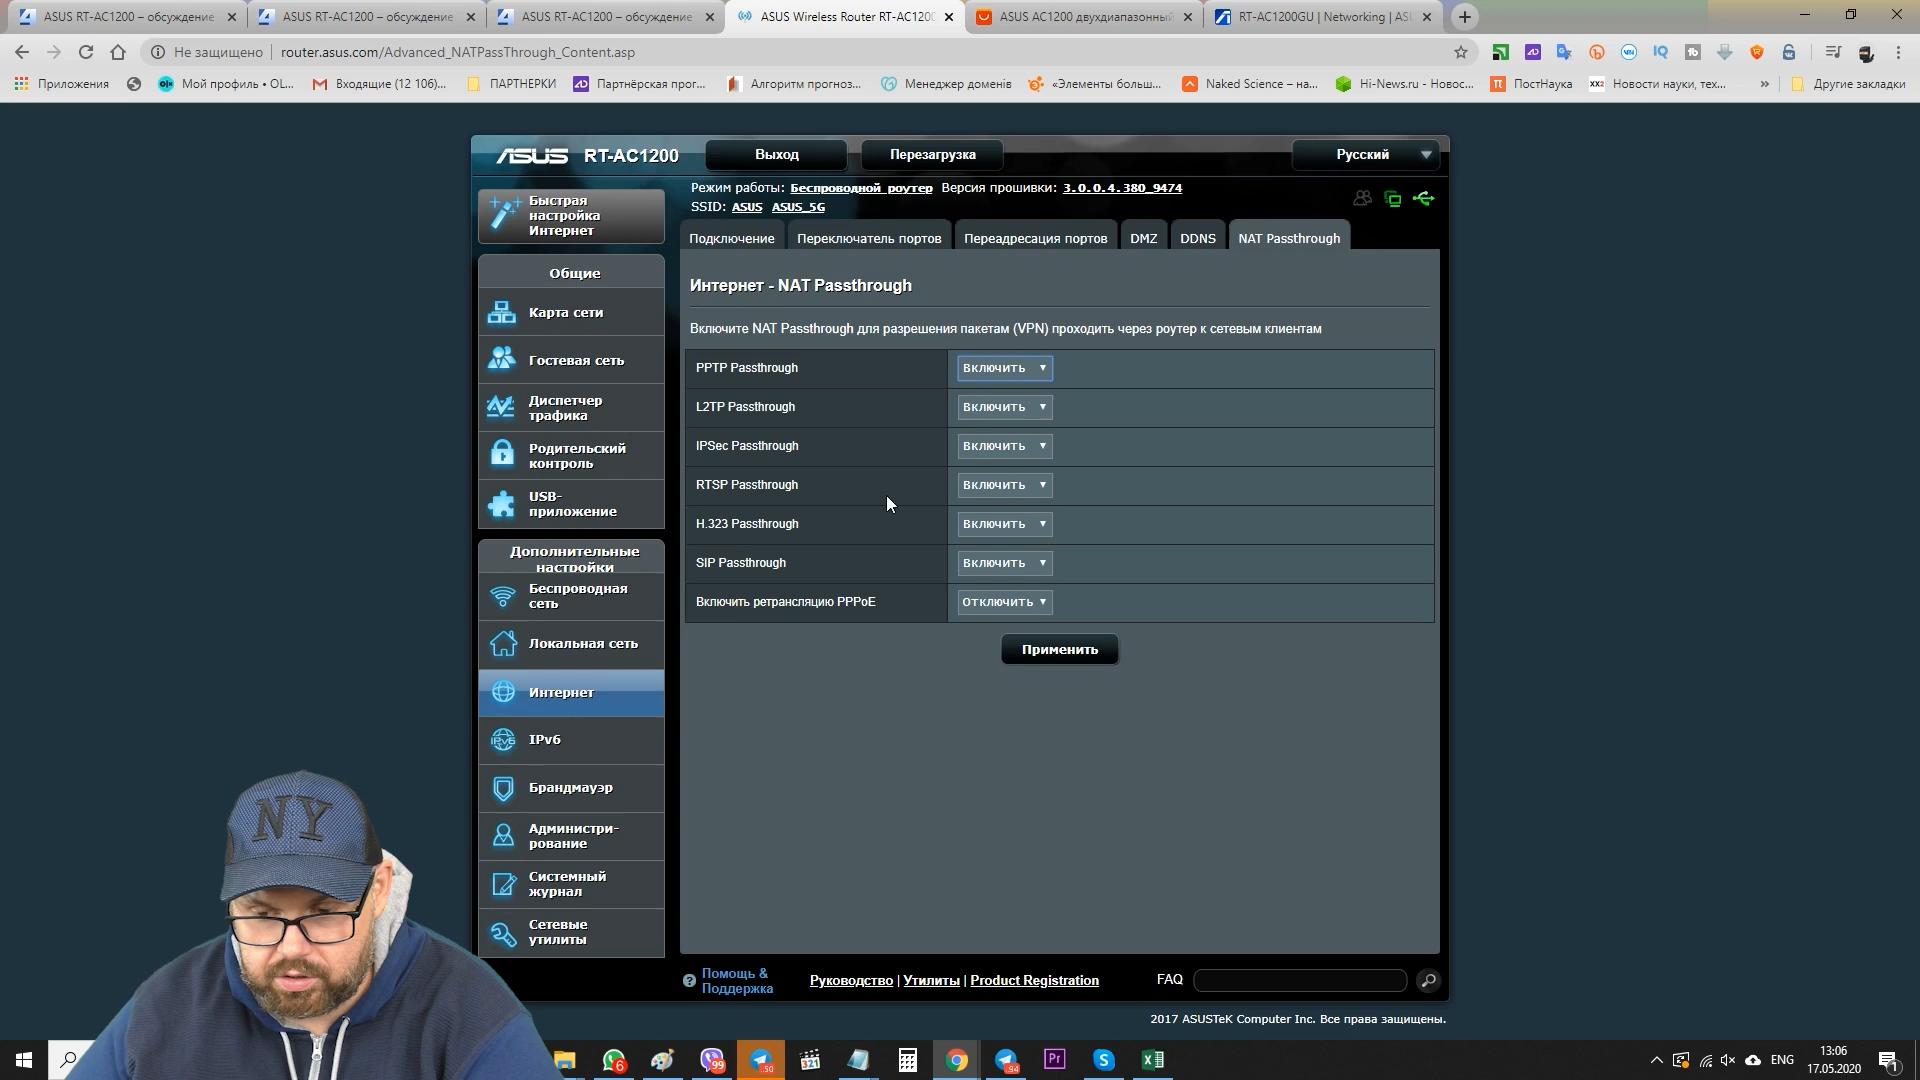 ASUS RT-AC1200 – обсуждение
ASUS RT-AC1200 – обсуждение
ASUS RT-AC1200 – обсуждение
ASUS Wireless Router RT-AC1200
ASUS AC1200 двухдиапазонный
RT-AC1200GU | Networking | ASU
Не защищено
router.asus.com/Advanced_NATPassThrough_Content.asp
Приложения
Мой профиль • OL...
Входящие (12 106)...
ПАРТНЕРКИ
Партнёрская прог...
Алгоритм прогноз...
Менеджер доменів
«Элементы больш...
Naked Science – на...
Hi-News.ru - Новос...
ПостНаука
Новости науки, тех...
»
Другие закладки
ASUS RT-AC1200
Выход
Перезагрузка
Русский
Режим работы: Беспроводной роутер Версия прошивки: 3.0.0.4.380_9474
SSID: ASUS ASUS_5G
Быстрая
настройка
Интернет
Подключение
Переключатель портов
Переадресация портов
DMZ
DDNS
NAT Passthrough
Общие
Карта сети
Гостевая сеть
Диспетчер
трафика
Родительский
контроль
USB-
приложение
Дополнительные
настройки
Беспроводная
сеть
Локальная сеть
Интернет
IPv6
Брандмауэр
Администри-
рование
Системный
журнал
Сетевые
утилиты
Интернет - NAT Passthrough
Включите NAT Passthrough для разрешения пакетам (VPN) проходить через роутер к сетевым клиентам
PPTP Passthrough Включить
L2TP Passthrough Включить
IPSec Passthrough Включить
RTSP Passthrough Включить
H.323 Passthrough Включить
SIP Passthrough Включить
Включить ретрансляцию PPPoE Отключить
Применить
Помощь &
Поддержка
Руководство | Утилиты | Product Registration
FAQ
2017 ASUSTeK Computer Inc. Все права защищены.
NY
6
99
..50
321
..94
Pr
ENG
13:06
17.05.2020
1